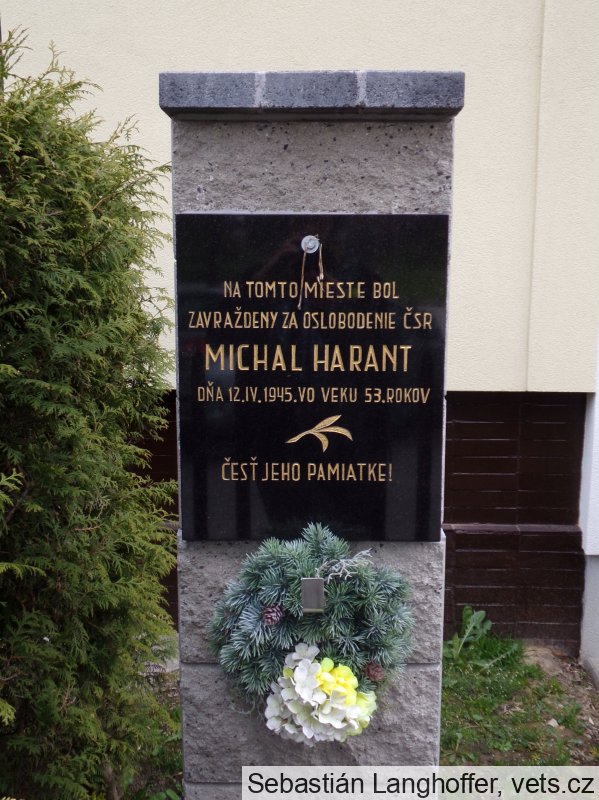 NA TOMTO MIESTE BOL
ZAVRAŽDENY ZA OSLOBODENIE ČSR
MICHAL HARANT
DŇA 12.IV.1945.VO VEKU 53.ROKOV
ČESŤ JEHO PAMIATKE!
Sebastián Langhoffer, vets.cz